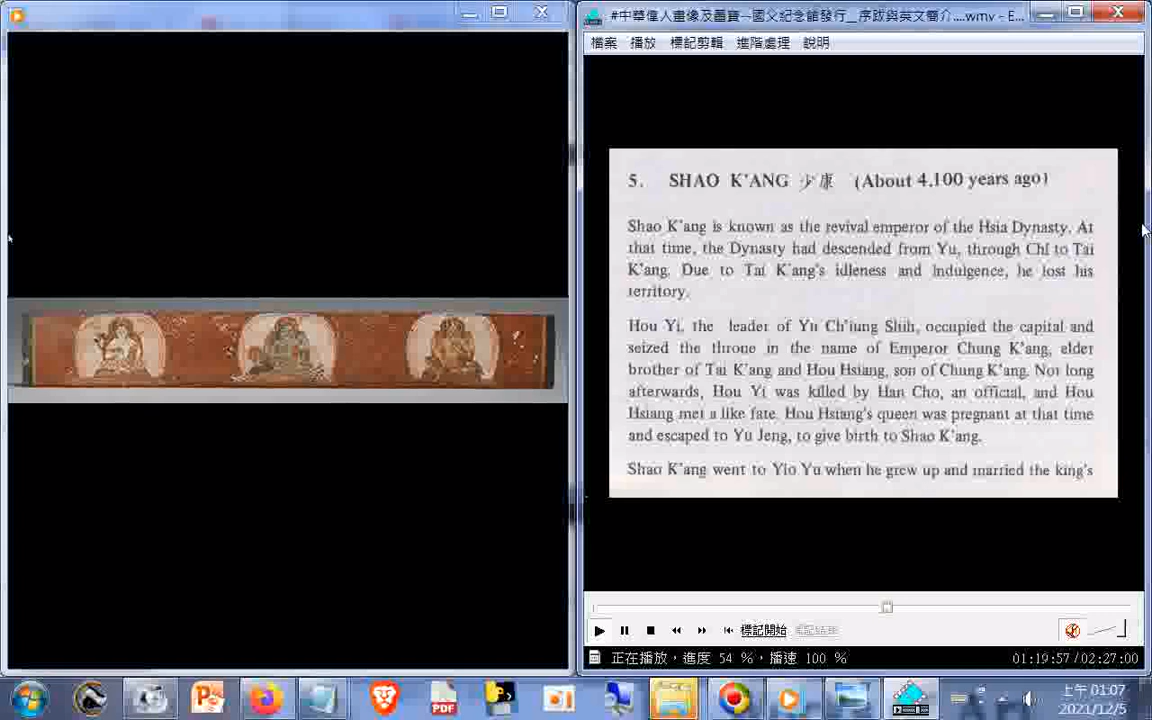 #中華偉人畫像及墨寶--國父紀念館發行__序跋與英文簡介....wmv - E...
檔案 播放 標記剪輯 進階處理 說明
5. SHAO K'ANG 少康 (About 4.100 years ago)
Shao K'ang is known as the revival emperor of the Hsia Dynasty. At
that time, the Dynasty had descended from Yu, through Chi to Tai
K'ang. Due to Tai K'ang's idleness and indulgence, he lost his
territory.
Hou Yi, the leader of Yu Ch'iung Shih, occupied the capital and
seized the throne in the name of Emperor Chung K'ang, elder
brother of Tai K'ang and Hou Hsiang, son of Chung K'ang. Not long
afterwards, Hou Yi was killed by Han Cho, an official, and Hou
Hsiang met a like fate. Hou Hsiang's queen was pregnant at that time
and escaped to Yu Jeng, to give birth to Shao K'ang.
Shao K'ang went to Yio Yu when he grew up and married the king's
標記開始 標記結束
正在播放，進度 54 %，播速 100 % 01:19:57 / 02:27:00
PDF
上午 01:07
2021/12/5